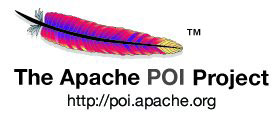 TM
The Apache POI Project
http://poi.apache.org